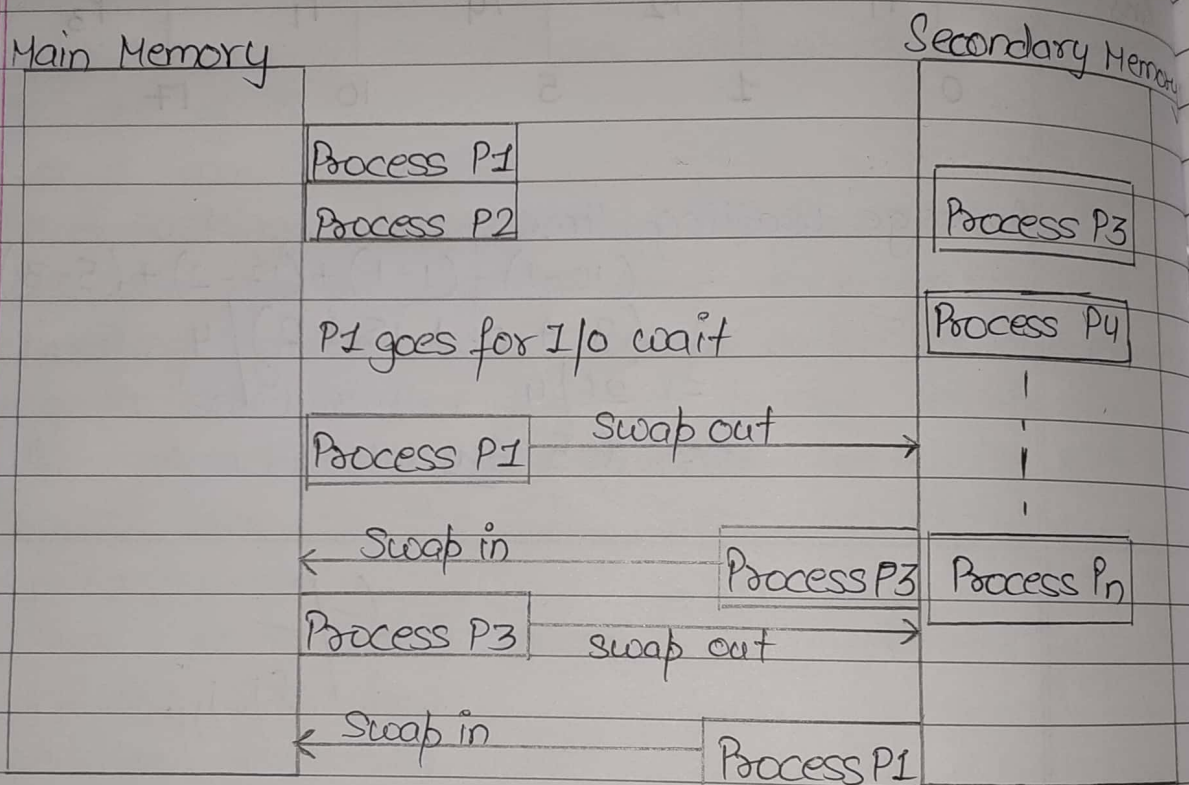 Main Memory
Secondary Memory
Process P1
Process P2
Process P3
Process P4
P1 goes for I/o wait
Process P1
Swap out
Swap in
Process P3
Process Pn
Process P3
swap out
Swap in
Process P1